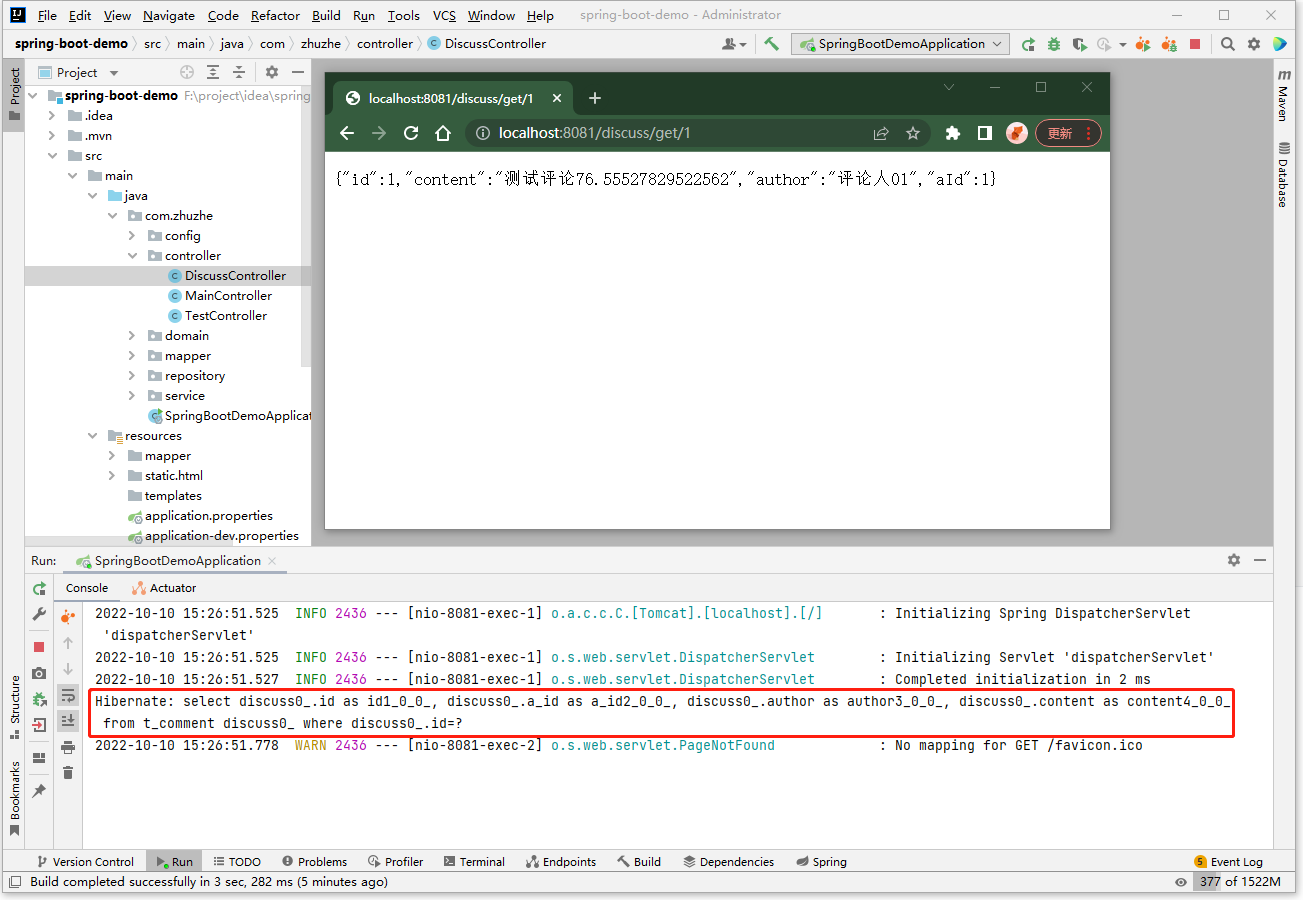 File Edit View Navigate Code Refactor Build Run Tools VCS Window Help spring-boot-demo - Administrator
spring-boot-demo src main java com zhuzhe controller DiscussController SpringBootDemoApplication
Project
Project
spring-boot-demo F:\project\idea\spring
.idea
.mvn
src
main
java
com.zhuzhe
config
controller
DiscussController
MainController
TestController
domain
mapper
repository
service
SpringBootDemoApplicat
resources
mapper
static.html
templates
application.properties
application-dev.properties
localhost:8081/discuss/get/1
localhost:8081/discuss/get/1
更新
{"id":1,"content":"测试评论76.55527829522562","author":"评论人01","aId":1}
m
Maven
Database
Run: SpringBootDemoApplication
Console Actuator
2022-10-10 15:26:51.525 INFO 2436 --- [nio-8081-exec-1] o.a.c.c.C.[Tomcat].[localhost].[/] : Initializing Spring DispatcherServlet
'dispatcherServlet'
2022-10-10 15:26:51.525 INFO 2436 --- [nio-8081-exec-1] o.s.web.servlet.DispatcherServlet : Initializing Servlet 'dispatcherServlet'
2022-10-10 15:26:51.527 INFO 2436 --- [nio-8081-exec-1] o.s.web.servlet.DispatcherServlet : Completed initialization in 2 ms
Hibernate: select discuss0_.id as id1_0_0_, discuss0_.a_id as a_id2_0_0_, discuss0_.author as author3_0_0_, discuss0_.content as content4_0_0_
from t_comment discuss0_ where discuss0_.id=?
2022-10-10 15:26:51.778 WARN 2436 --- [nio-8081-exec-2] o.s.web.servlet.PageNotFound : No mapping for GET /favicon.ico
Structure
Bookmarks
Version Control Run TODO Problems Profiler Terminal Endpoints Build Dependencies Spring 5 Event Log
Build completed successfully in 3 sec, 282 ms (5 minutes ago) 377 of 1522M